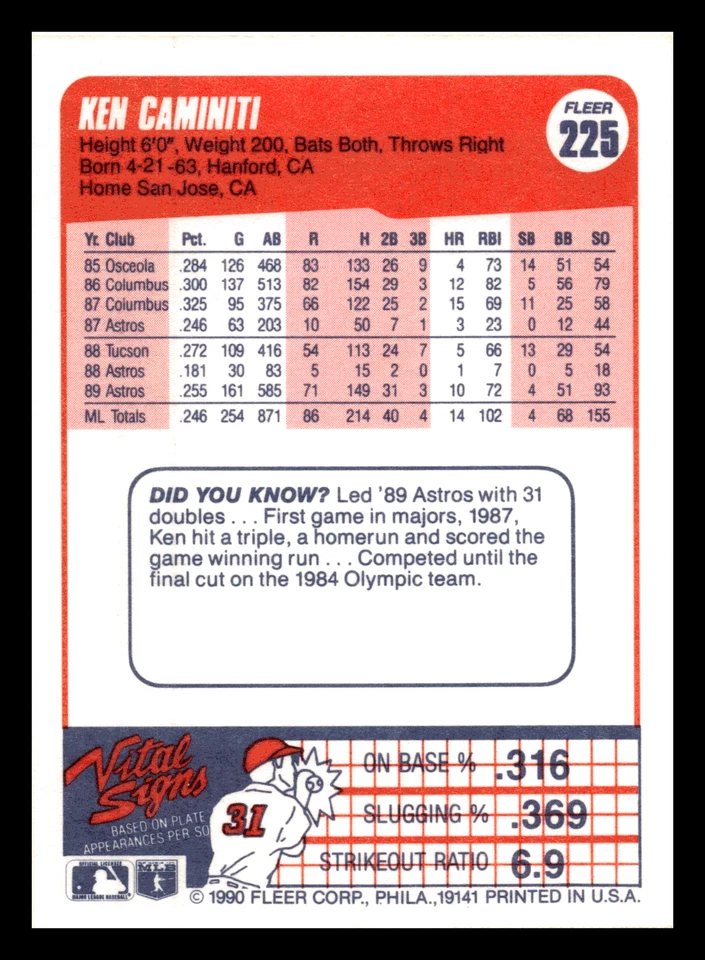 KEN CAMINITI
FLEER
225
Height 6'0", Weight 200, Bats Both, Throws Right
Born 4-21-63, Hanford, CA
Home San Jose, CA
Yr. Club Pct. G AB R H 2B 3B HR RBI SB BB SO
85 Osceola .284 126 468 83 133 26 9 4 73 14 51 54
86 Columbus .300 137 513 82 154 29 3 12 82 5 56 79
87 Columbus .325 95 375 66 122 25 2 15 69 11 25 58
87 Astros .246 63 203 10 50 7 1 3 23 0 12 44
88 Tucson .272 109 416 54 113 24 7 5 66 13 29 54
88 Astros .181 30 83 5 15 2 0 1 7 0 5 18
89 Astros .255 161 585 71 149 31 3 10 72 4 51 93
ML Totals .246 254 871 86 214 40 4 14 102 4 68 155
DID YOU KNOW? Led '89 Astros with 31
doubles . . . First game in majors, 1987,
Ken hit a triple, a homerun and scored the
game winning run . . . Competed until the
final cut on the 1984 Olympic team.
Vital
Signs
BASED ON PLATE
APPEARANCES PER SO
31
ON BASE % .316
SLUGGING % .369
STRIKEOUT RATIO 6.9
OFFICIAL LICENSEE
MAJOR LEAGUE BASEBALL
© 1990 FLEER CORP., PHILA., 19141 PRINTED IN U.S.A.